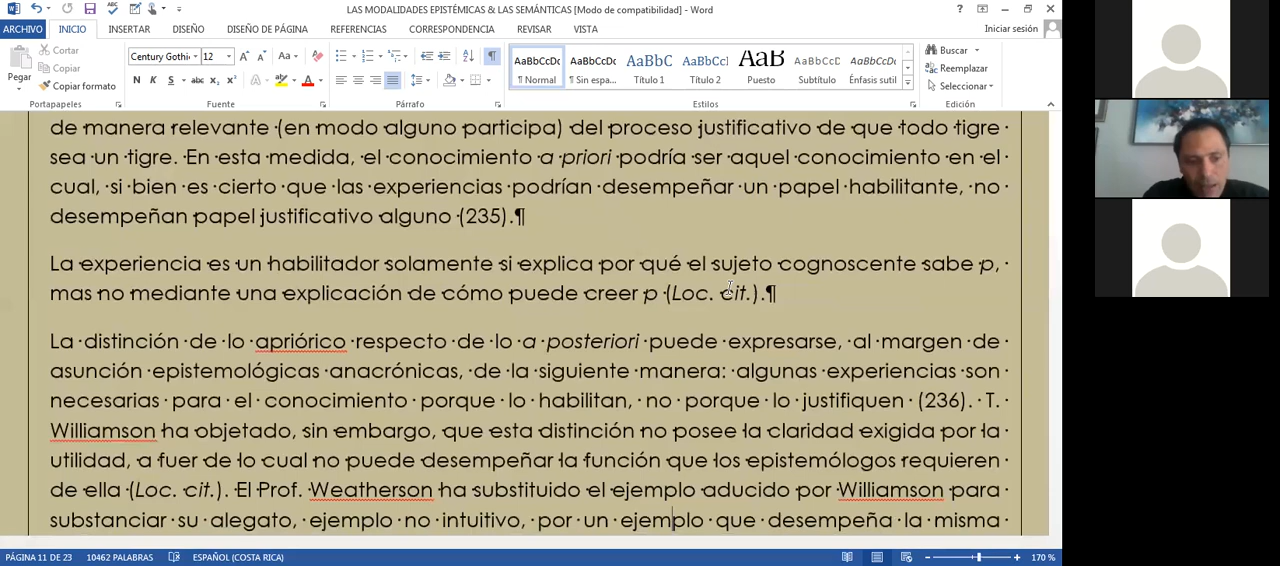 LAS MODALIDADES EPISTÉMICAS & LAS SEMÁNTICAS [Modo de compatibilidad] - Word
ARCHIVO INICIO INSERTAR DISEÑO DISEÑO DE PÁGINA REFERENCIAS CORRESPONDENCIA REVISAR VISTA Iniciar sesión
Cortar
Copiar
Copiar formato
Pegar
Portapapeles
Century Gothi 12
N K S abc x₂ x²
Fuente
Párrafo
AaBbCcDc AaBbCcDc AaBbC AaBbCcI AaB AaBbCcD AaBbCcDc
¶ Normal ¶ Sin espa... Título 1 Título 2 Puesto Subtítulo Énfasis sutil
Estilos
Buscar
Reemplazar
Seleccionar
Edición
de manera relevante (en modo alguno participa) del proceso justificativo de que todo tigre
sea un tigre. En esta medida, el conocimiento a priori podría ser aquel conocimiento en el
cual, si bien es cierto que las experiencias podrían desempeñar un papel habilitante, no
desempeñan papel justificativo alguno (235).¶
La experiencia es un habilitador solamente si explica por qué el sujeto cognoscente sabe p,
mas no mediante una explicación de cómo puede creer p (Loc. cit.).¶
La distinción de lo apriórico respecto de lo a posteriori puede expresarse, al margen de
asunción epistemológicas anacrónicas, de la siguiente manera: algunas experiencias son
necesarias para el conocimiento porque lo habilitan, no porque lo justifiquen (236). T.
Williamson ha objetado, sin embargo, que esta distinción no posee la claridad exigida por la
utilidad, a fuer de lo cual no puede desempeñar la función que los epistemólogos requieren
de ella (Loc. cit.). El Prof. Weatherson ha substituido el ejemplo aducido por Williamson para
substanciar su alegato, ejemplo no intuitivo, por un ejemplo que desempeña la misma
PÁGINA 11 DE 23 10462 PALABRAS ESPAÑOL (COSTA RICA) 170 %